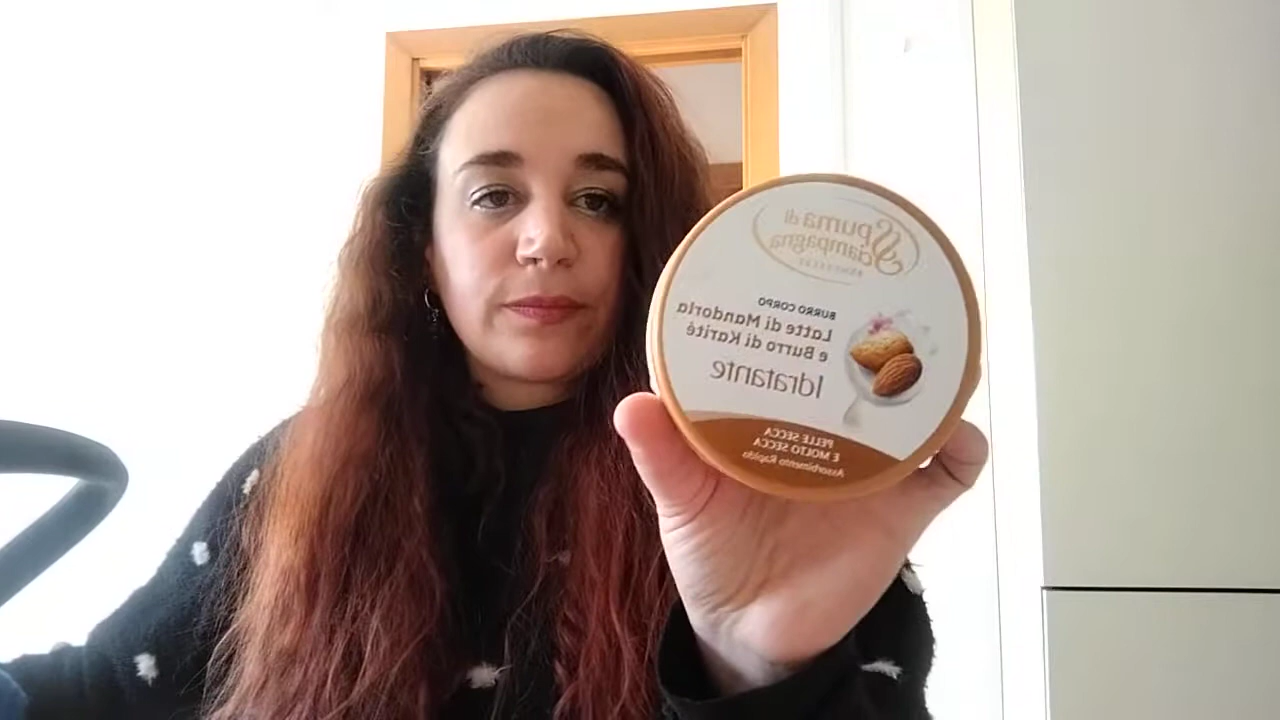 Spuma di
Sciampagna
BURRO CORPO
Latte di Mandorla
e Burro di Karité
Idratante
PELLE SECCA
E MOLTO SECCA
Assorbimento Rapido